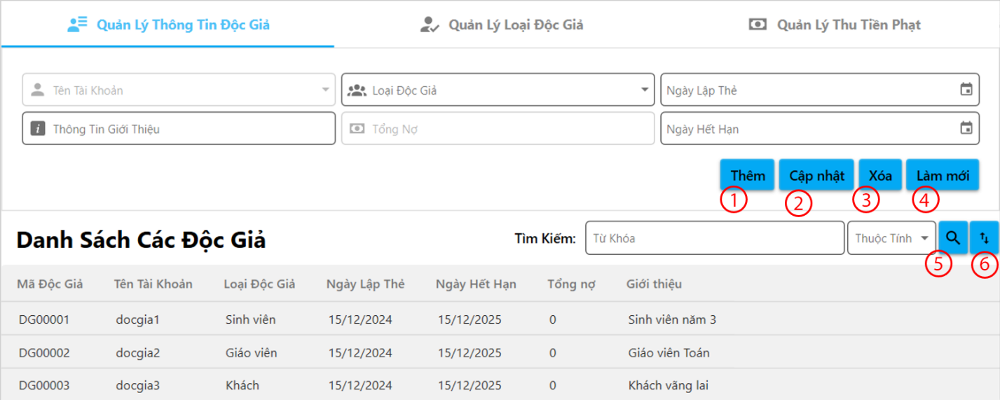 Quản Lý Thông Tin Độc Giả Quản Lý Loại Độc Giả Quản Lý Thu Tiền Phạt
Tên Tài Khoản Loại Độc Giả Ngày Lập Thẻ
Thông Tin Giới Thiệu Tổng Nợ Ngày Hết Hạn
Thêm Cập nhật Xóa Làm mới
1 2 3 4
Danh Sách Các Độc Giả Tìm Kiếm: Từ Khóa Thuộc Tính
5 6
Mã Độc Giả Tên Tài Khoản Loại Độc Giả Ngày Lập Thẻ Ngày Hết Hạn Tổng nợ Giới thiệu
DG00001 docgia1 Sinh viên 15/12/2024 15/12/2025 0 Sinh viên năm 3
DG00002 docgia2 Giáo viên 15/12/2024 15/12/2025 0 Giáo viên Toán
DG00003 docgia3 Khách 15/12/2024 15/12/2025 0 Khách vãng lai